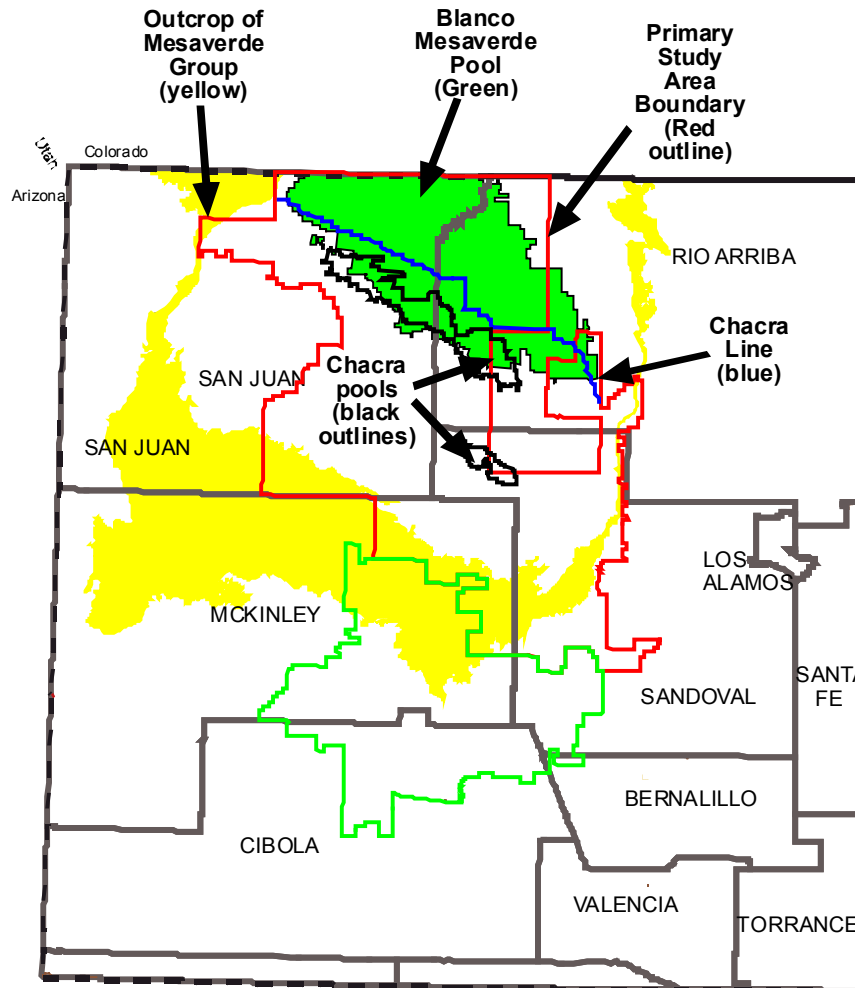 Outcrop of
Mesaverde
Group
(yellow)
Blanco
Mesaverde
Pool
(Green)
Primary
Study
Area
Boundary
(Red
outline)
Utah
Colorado
Arizona
RIO ARRIBA
Chacra
Line
(blue)
SAN JUAN
Chacra
pools
(black
outlines)
SAN JUAN
LOS
ALAMOS
MCKINLEY
SANTA
FE
SANDOVAL
BERNALILLO
CIBOLA
VALENCIA
TORRANCE